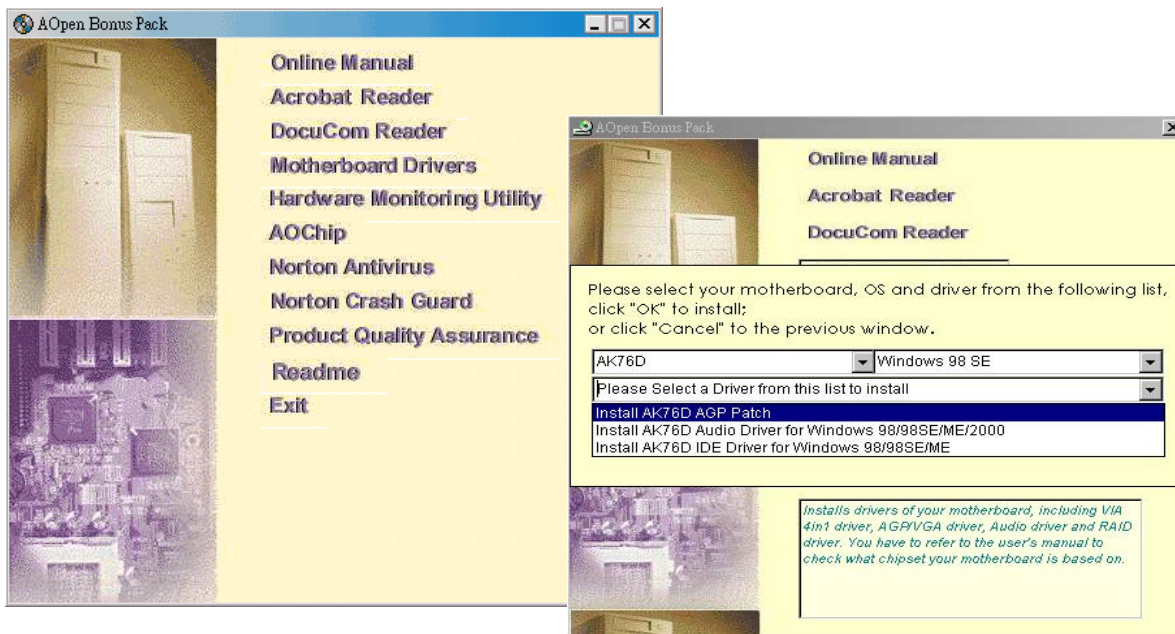 AOpen Bonus Pack
Online Manual
Acrobat Reader
DocuCom Reader
Motherboard Drivers
Hardware Monitoring Utility
AOChip
Norton Antivirus
Norton Crash Guard
Product Quality Assurance
Readme
Exit
AOpen Bonus Pack
Online Manual
Acrobat Reader
DocuCom Reader
Please select your motherboard, OS and driver from the following list,
click "OK" to install;
or click "Cancel" to the previous window.
AK76D
Windows 98 SE
Please Select a Driver from this list to install
Install AK76D AGP Patch
Install AK76D Audio Driver for Windows 98/98SE/ME/2000
Install AK76D IDE Driver for Windows 98/98SE/ME
Installs drivers of your motherboard, including VIA
4in1 driver, AGP/VGA driver, Audio driver and RAID
driver. You have to refer to the user's manual to
check what chipset your motherboard is based on.